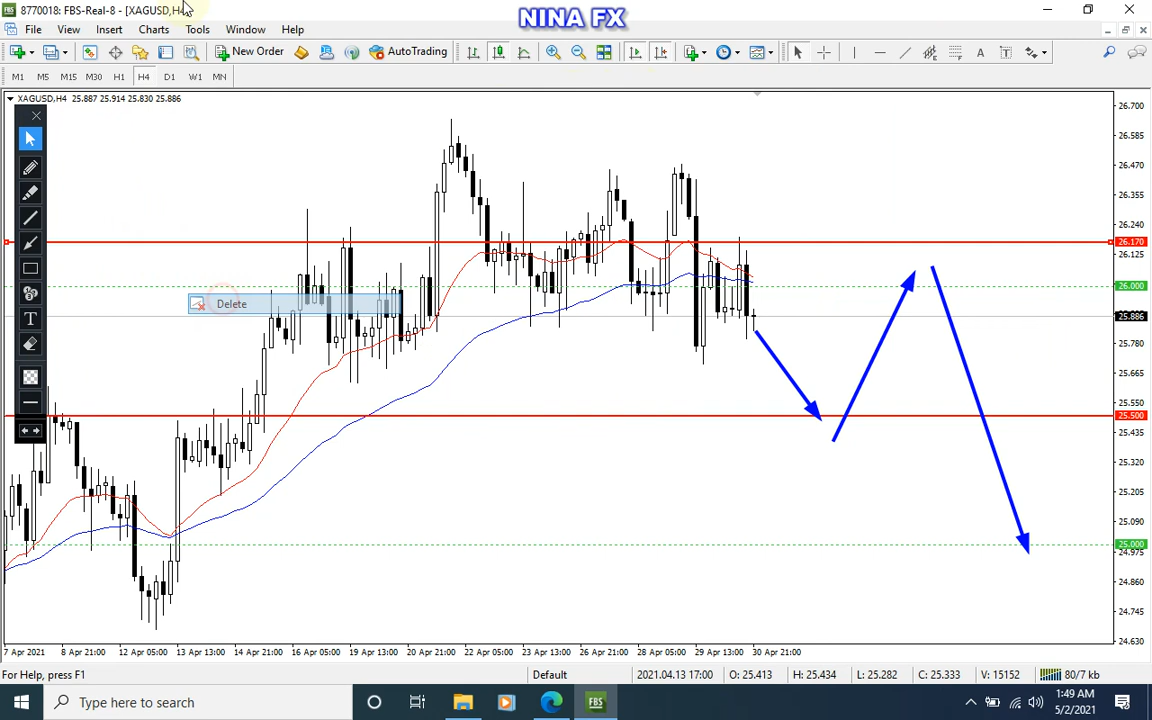 8770018: FBS-Real-8 - [XAGUSD,H4
NINA FX
File View Insert Charts Tools Window Help
New Order AutoTrading
M1 M5 M15 M30 H1 H4 D1 W1 MN
XAGUSD,H4 25.887 25.914 25.830 25.886
Delete
26.700
26.585
26.470
26.355
26.240
26.170
26.125
26.000
25.886
25.780
25.665
25.550
25.500
25.435
25.320
25.205
25.090
25.000
24.975
24.860
24.745
24.630
7 Apr 2021 8 Apr 21:00 12 Apr 05:00 13 Apr 13:00 14 Apr 21:00 16 Apr 05:00 19 Apr 13:00 20 Apr 21:00 22 Apr 05:00 23 Apr 13:00 26 Apr 21:00 28 Apr 05:00 29 Apr 13:00 30 Apr 21:00
For Help, press F1 Default 2021.04.13 17:00 O: 25.413 H: 25.434 L: 25.282 C: 25.333 V: 15152 80/7 kb
Type here to search
FBS
1:49 AM
5/2/2021